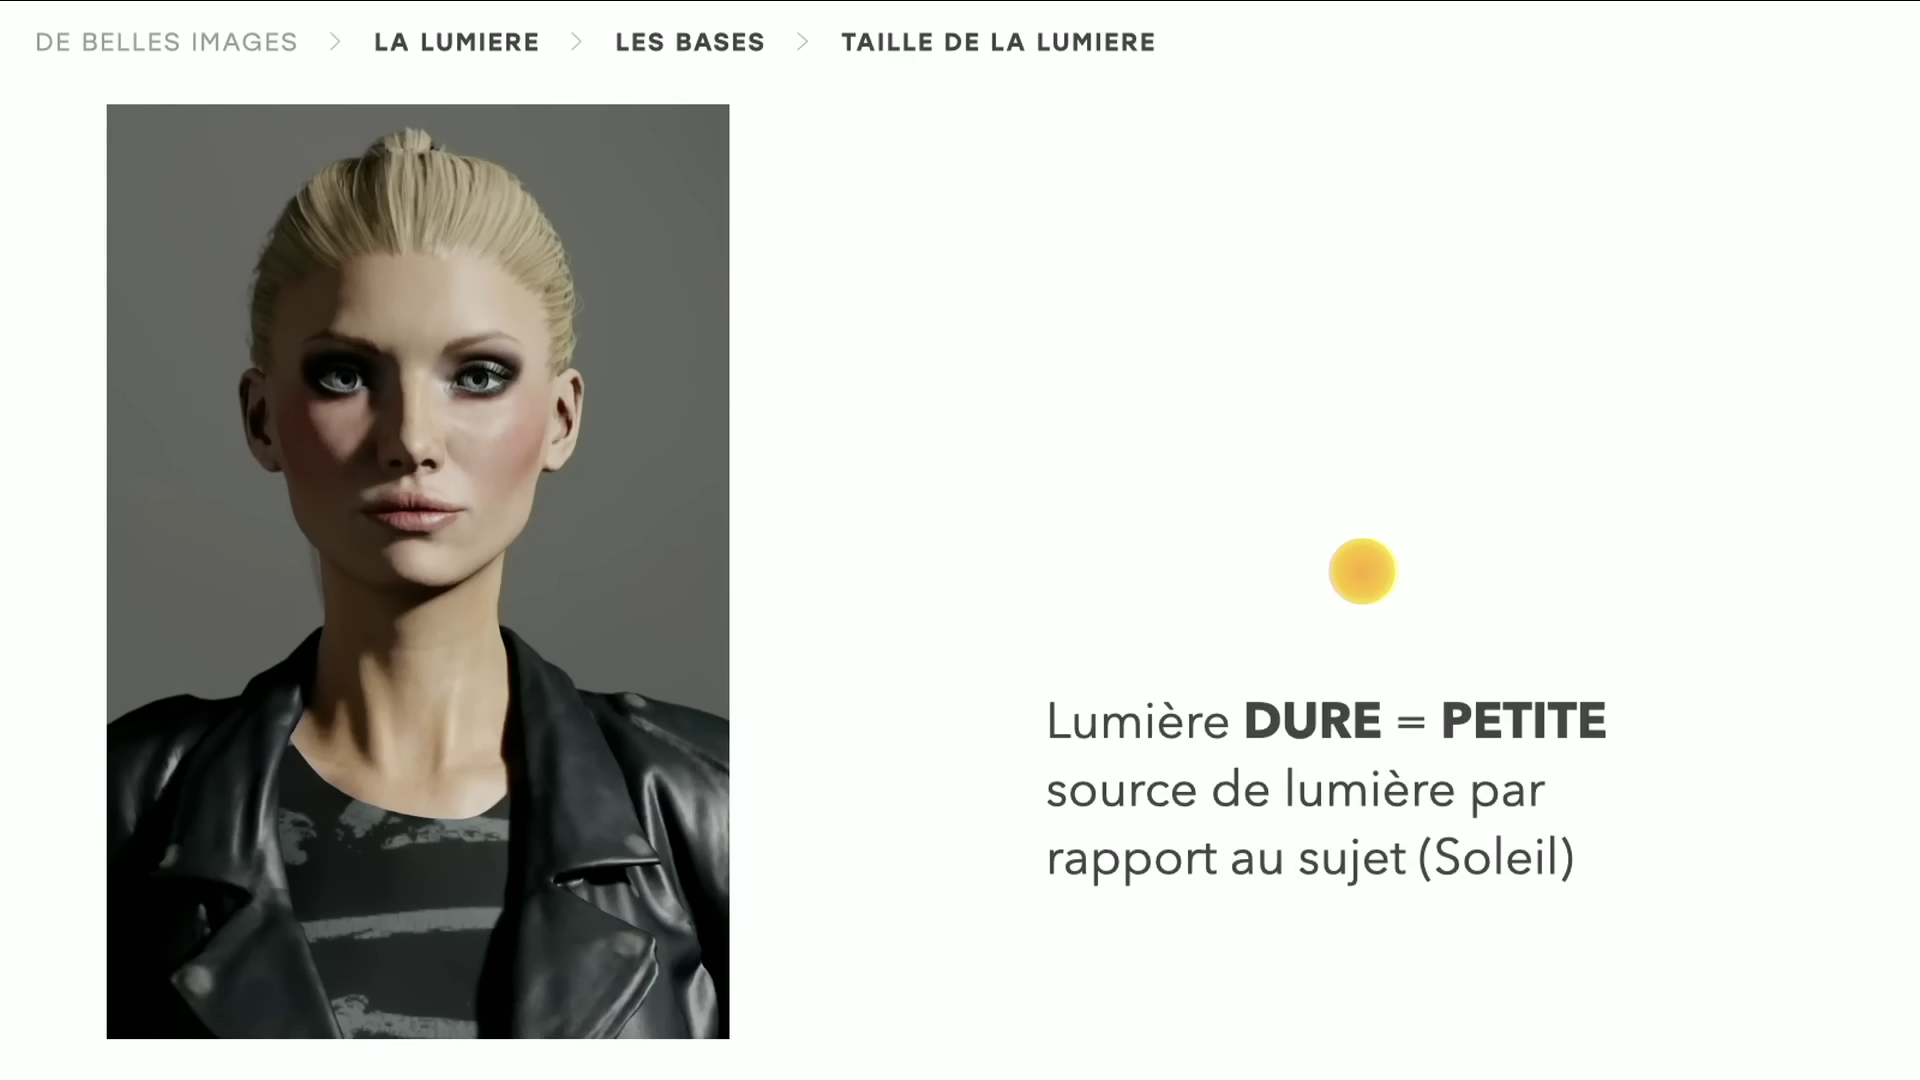 DE BELLES IMAGES > LA LUMIERE > LES BASES > TAILLE DE LA LUMIERE
Lumière DURE = PETITE
source de lumière par
rapport au sujet (Soleil)